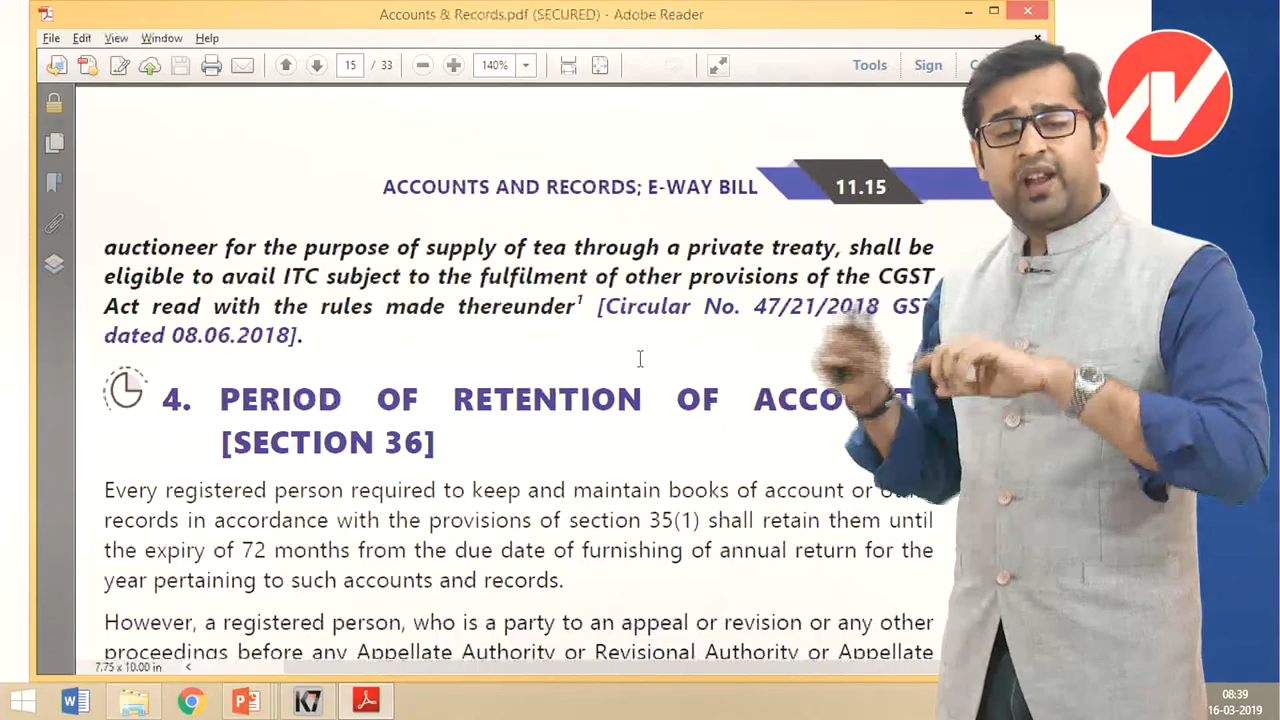 Accounts & Records.pdf (SECURED) - Adobe Reader
File Edit View Window Help
15 / 33 140% Tools Sign
ACCOUNTS AND RECORDS; E-WAY BILL 11.15
auctioneer for the purpose of supply of tea through a private treaty, shall be
eligible to avail ITC subject to the fulfilment of other provisions of the CGST
Act read with the rules made thereunder1 [Circular No. 47/21/2018 GST
dated 08.06.2018].
4. PERIOD OF RETENTION OF
[SECTION 36]
Every registered person required to keep and maintain books of account or
records in accordance with the provisions of section 35(1) shall retain them until
the expiry of 72 months from the due date of furnishing of annual return for the
year pertaining to such accounts and records.
However, a registered person, who is a party to an appeal or revision or any other
proceedings before any Appellate Authority or Revisional Authority or Appellate
7.75 x 10.00 in
08:39
16-03-2019